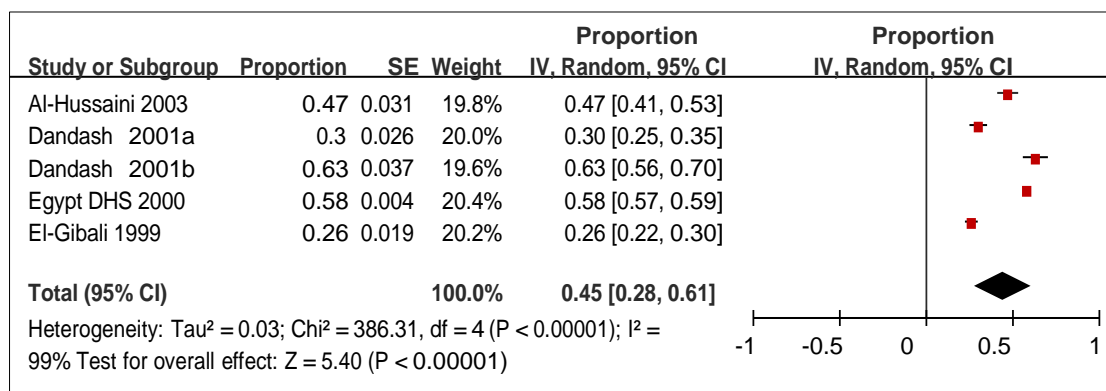 Proportion Proportion
Study or Subgroup Proportion SE Weight IV, Random, 95% CI IV, Random, 95% CI
Al-Hussaini 2003 0.47 0.031 19.8% 0.47 [0.41, 0.53]
Dandash 2001a 0.3 0.026 20.0% 0.30 [0.25, 0.35]
Dandash 2001b 0.63 0.037 19.6% 0.63 [0.56, 0.70]
Egypt DHS 2000 0.58 0.004 20.4% 0.58 [0.57, 0.59]
El-Gibali 1999 0.26 0.019 20.2% 0.26 [0.22, 0.30]
Total (95% CI) 100.0% 0.45 [0.28, 0.61]
Heterogeneity: Tau² = 0.03; Chi² = 386.31, df = 4 (P < 0.00001); I² =
99% Test for overall effect: Z = 5.40 (P < 0.00001)
-1 -0.5 0 0.5 1